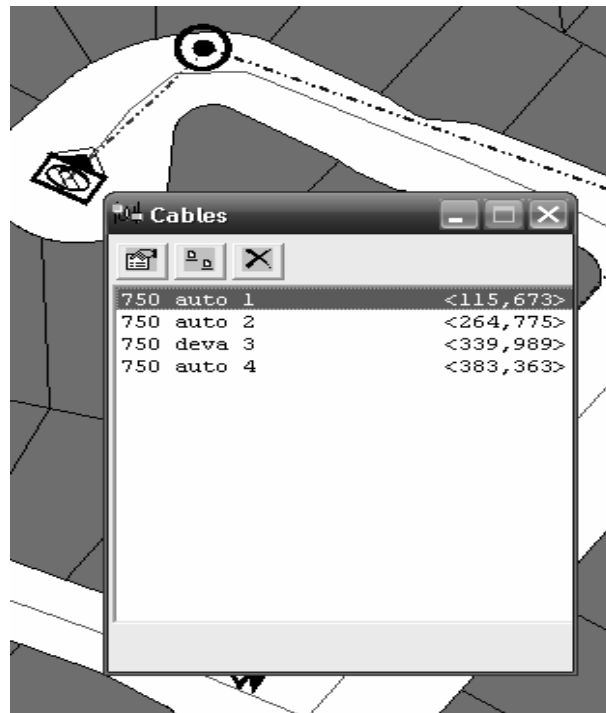 Cables
750 auto 1 <115,673>
750 auto 2 <264,775>
750 deva 3 <339,989>
750 auto 4 <383,363>